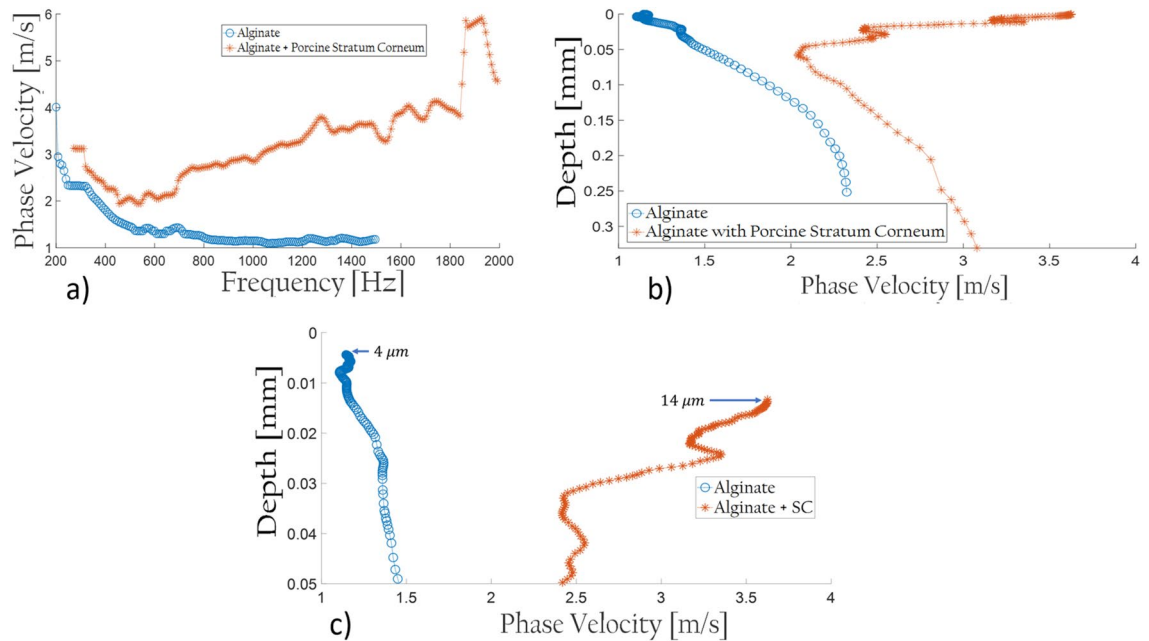 6
5
4
3
2
1
Phase Velocity [m/s]
Alginate
Alginate + Porcine Stratum Corneum
200
400
600
800
1000
1200
1400
1600
1800
2000
Frequency [Hz]
a)
0
0.05
0.1
0.15
0.2
0.25
0.3
Depth [mm]
Alginate
Alginate with Porcine Stratum Corneum
1
1.5
2
2.5
3
3.5
4
Phase Velocity [m/s]
b)
0
0.01
0.02
0.03
0.04
0.05
Depth [mm]
4 μm
14 μm
Alginate
Alginate + SC
1
1.5
2
2.5
3
3.5
4
Phase Velocity [m/s]
c)